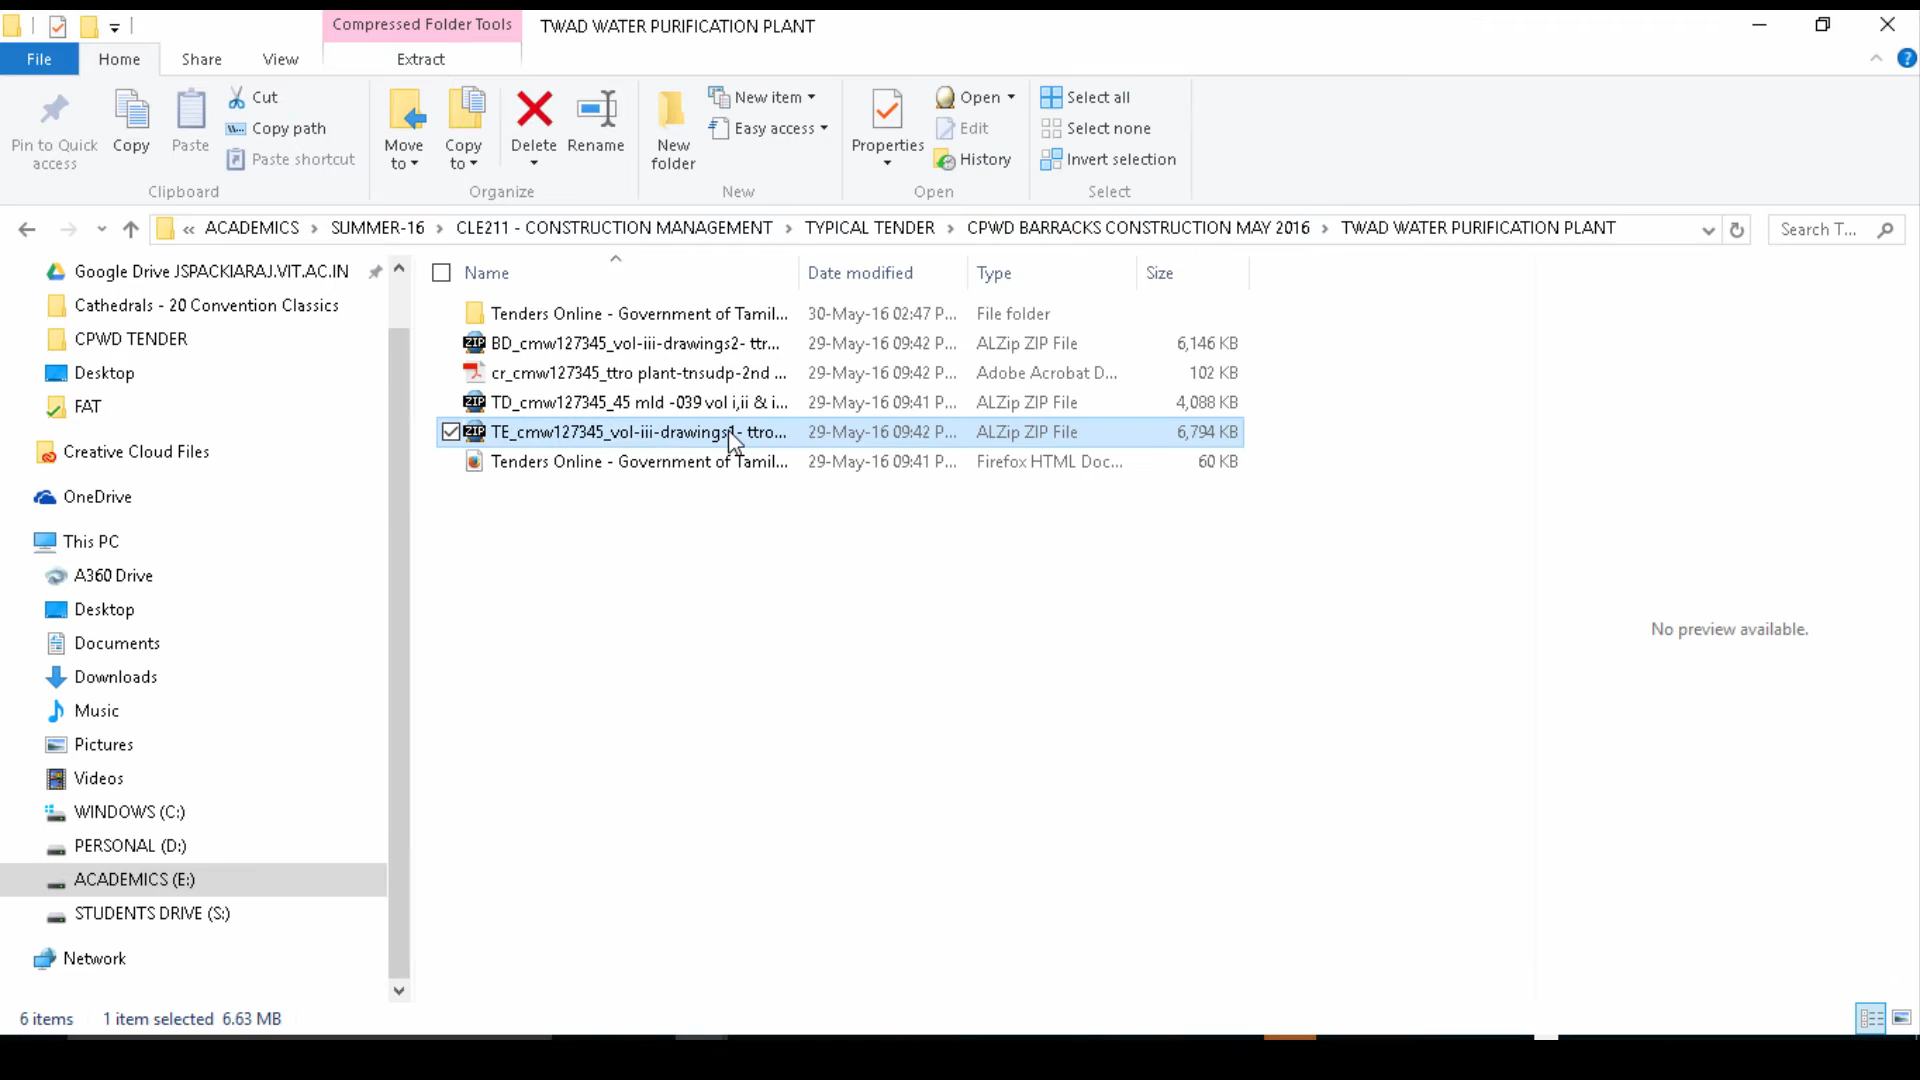 Compressed Folder Tools
TWAD WATER PURIFICATION PLANT
File
Home
Share
View
Extract
Pin to Quick access
Copy
Paste
Cut
Copy path
Paste shortcut
Clipboard
Move to
Copy to
Delete
Rename
Organize
New folder
New item
Easy access
New
Properties
Open
Edit
History
Open
Select all
Select none
Invert selection
Select
« ACADEMICS › SUMMER-16 › CLE211 - CONSTRUCTION MANAGEMENT › TYPICAL TENDER › CPWD BARRACKS CONSTRUCTION MAY 2016 › TWAD WATER PURIFICATION PLANT
Search T...
Google Drive JSPACKIARAJ.VIT.AC.IN
Cathedrals - 20 Convention Classics
CPWD TENDER
Desktop
FAT
Creative Cloud Files
OneDrive
This PC
A360 Drive
Desktop
Documents
Downloads
Music
Pictures
Videos
WINDOWS (C:)
PERSONAL (D:)
ACADEMICS (E:)
STUDENTS DRIVE (S:)
Network
Name Date modified Type Size
Tenders Online - Government of Tamil... 30-May-16 02:47 P... File folder
ZIP BD_cmw127345_vol-iii-drawings2- ttr... 29-May-16 09:42 P... ALZip ZIP File 6,146 KB
cr_cmw127345_ttro plant-tnsudp-2nd ... 29-May-16 09:42 P... Adobe Acrobat D... 102 KB
ZIP TD_cmw127345_45 mld -039 vol i,ii & i... 29-May-16 09:41 P... ALZip ZIP File 4,088 KB
ZIP TE_cmw127345_vol-iii-drawings1- ttro... 29-May-16 09:42 P... ALZip ZIP File 6,794 KB
Tenders Online - Government of Tamil... 29-May-16 09:41 P... Firefox HTML Doc... 60 KB
No preview available.
6 items 1 item selected 6.63 MB